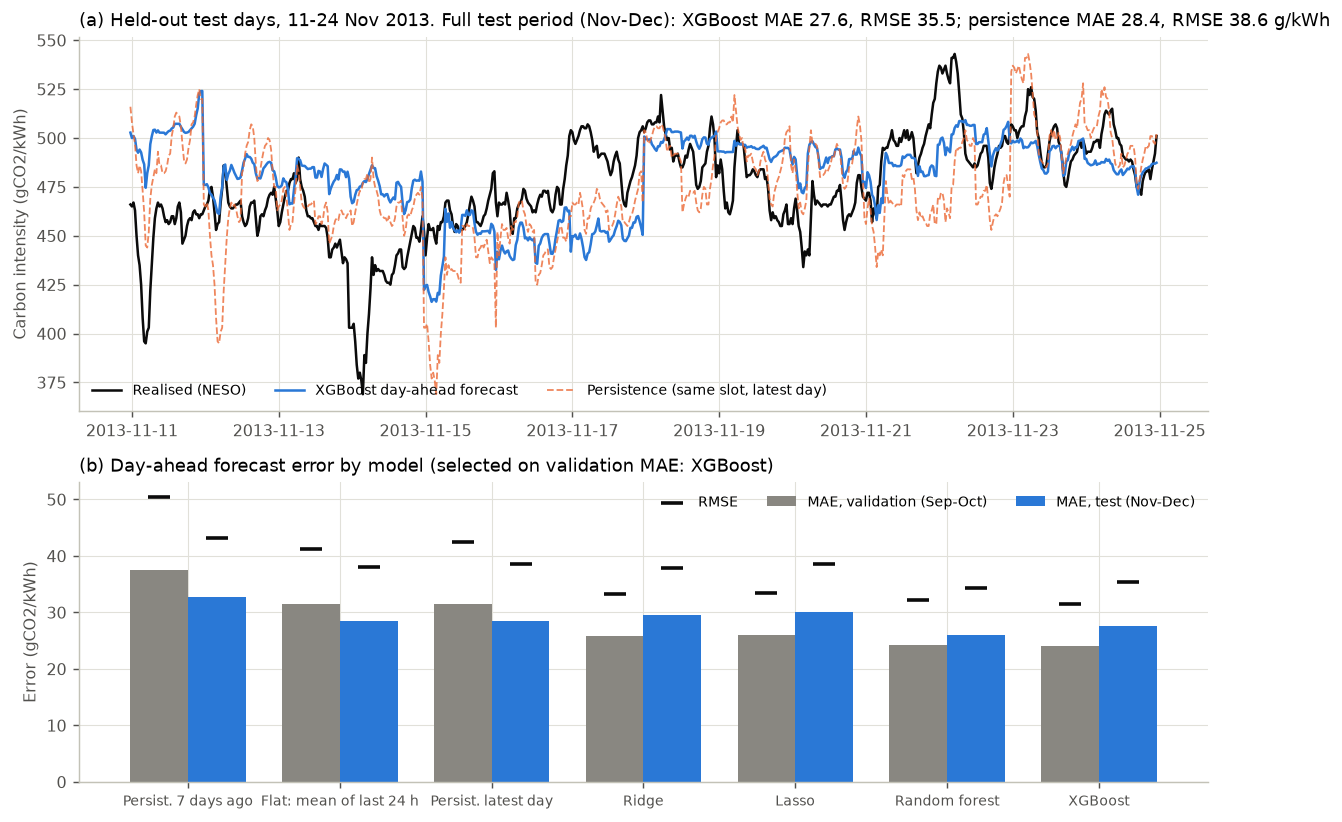 (a) Held-out test days, 11-24 Nov 2013. Full test period (Nov-Dec): XGBoost MAE 27.6, RMSE 35.5; persistence MAE 28.4, RMSE 38.6 g/kWh
Carbon intensity (gCO2/kWh)
550
525
500
475
450
425
400
375
Realised (NESO)
XGBoost day-ahead forecast
Persistence (same slot, latest day)
2013-11-11
2013-11-13
2013-11-15
2013-11-17
2013-11-19
2013-11-21
2013-11-23
2013-11-25
(b) Day-ahead forecast error by model (selected on validation MAE: XGBoost)
Error (gCO2/kWh)
50
40
30
20
10
0
RMSE
MAE, validation (Sep-Oct)
MAE, test (Nov-Dec)
Persist. 7 days ago
Flat: mean of last 24 h
Persist. latest day
Ridge
Lasso
Random forest
XGBoost